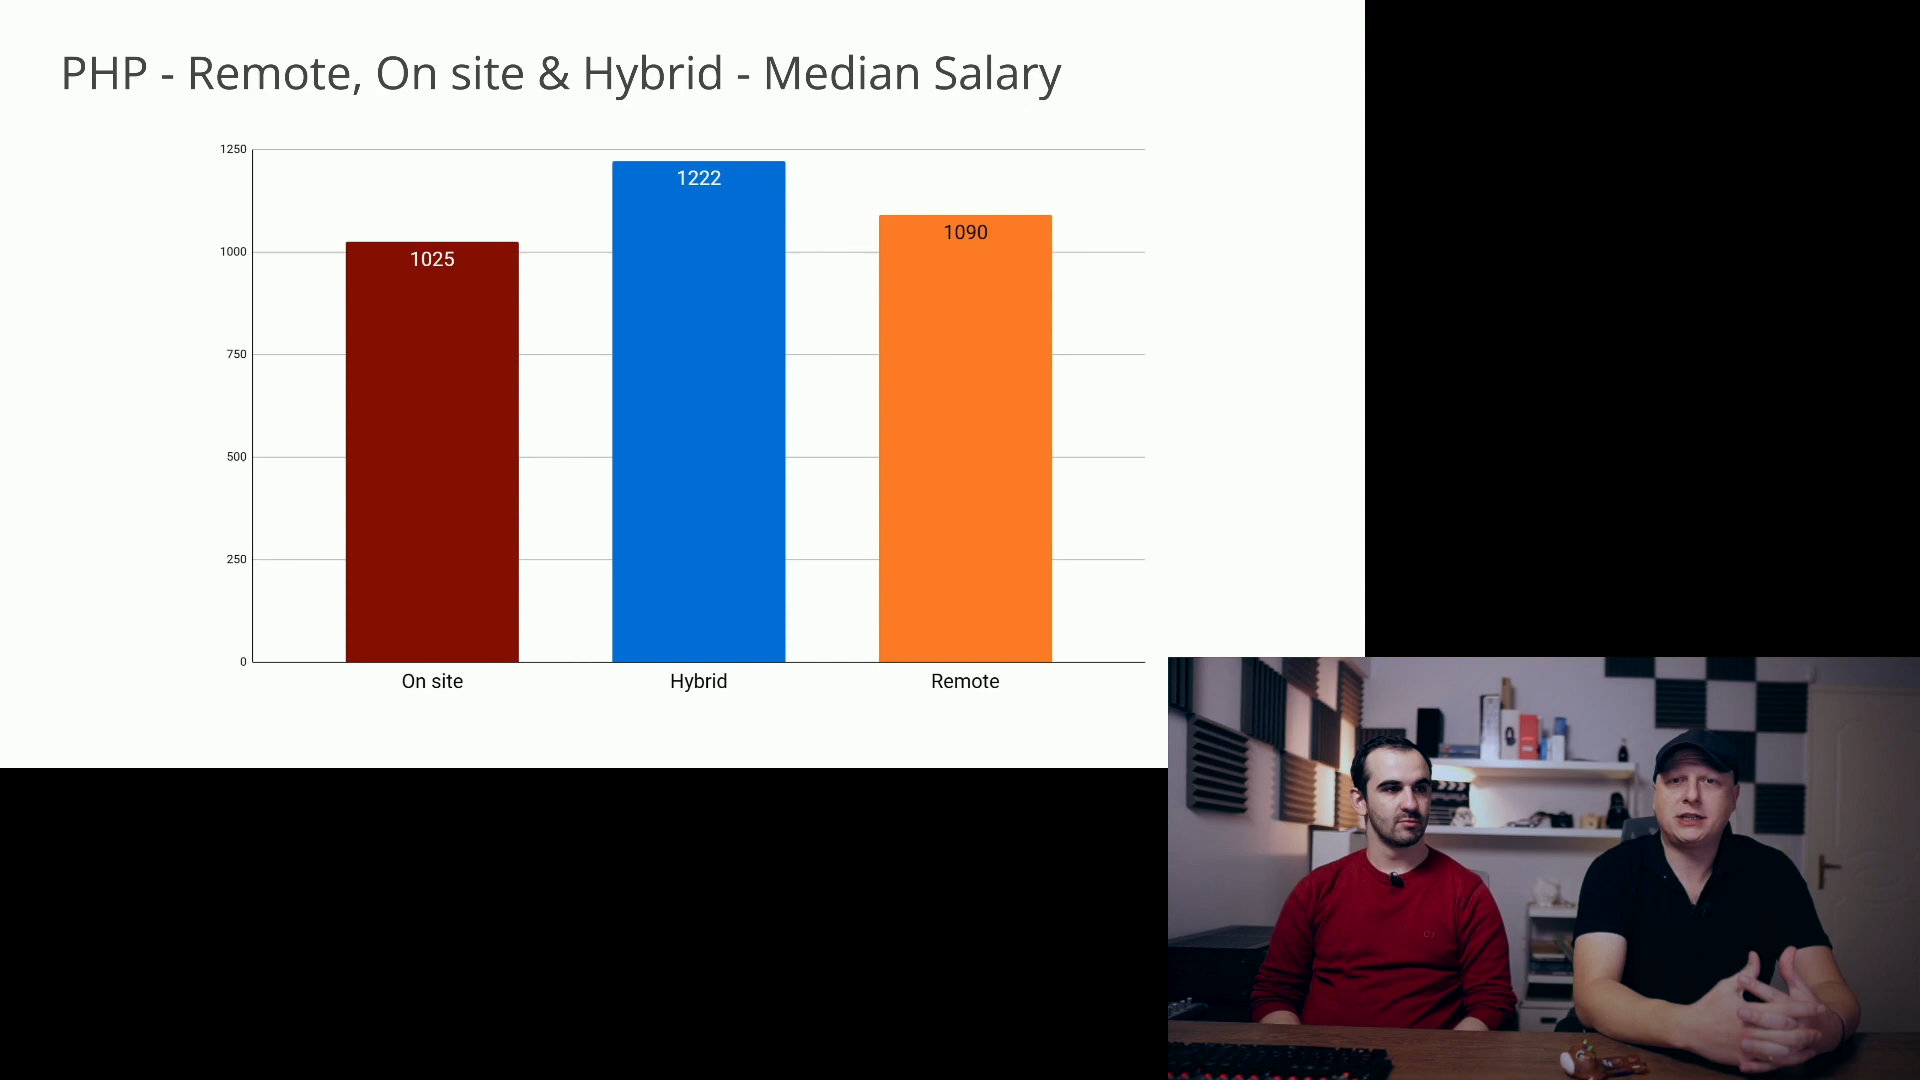 PHP - Remote, On site & Hybrid - Median Salary
1250
1000
750
500
250
0
1025
1222
1090
On site
Hybrid
Remote